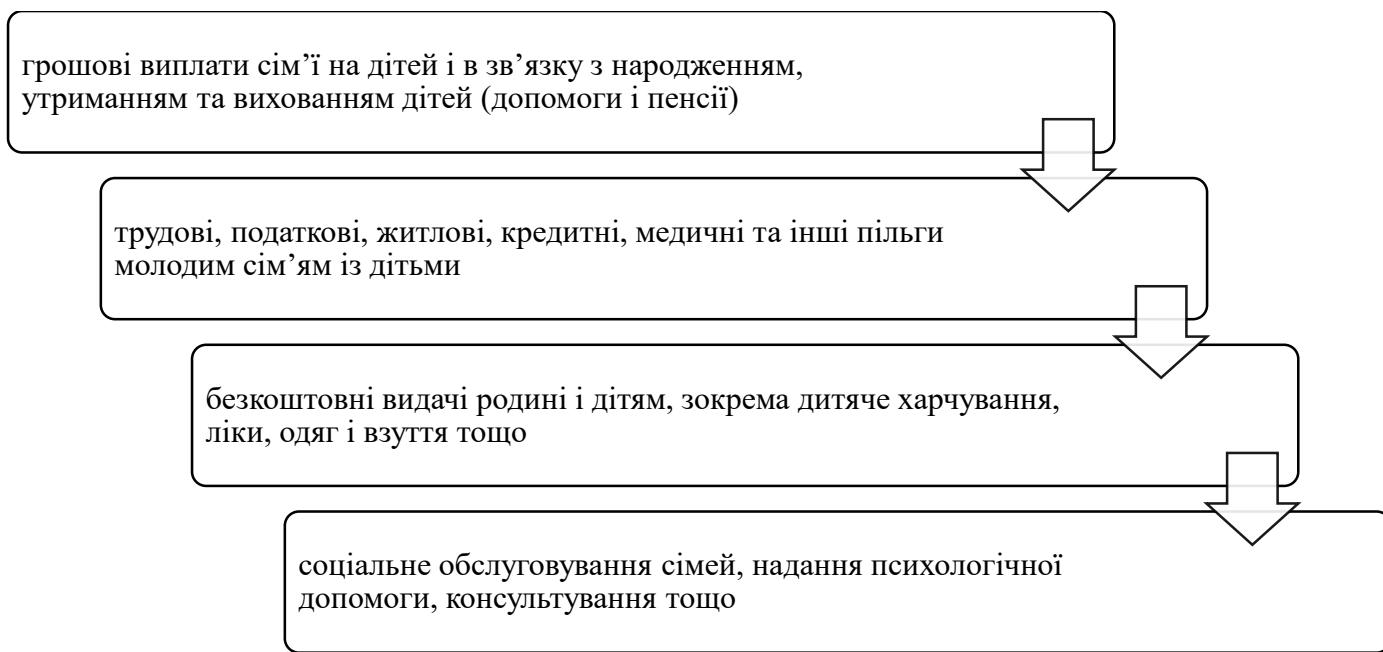 грошові виплати сім’ї на дітей і в зв’язку з народженням,
утриманням та вихованням дітей (допомоги і пенсії)
трудові, податкові, житлові, кредитні, медичні та інші пільги
молодим сім’ям із дітьми
безкоштовні видачі родині і дітям, зокрема дитяче харчування,
ліки, одяг і взуття тощо
соціальне обслуговування сімей, надання психологічної
допомоги, консультування тощо